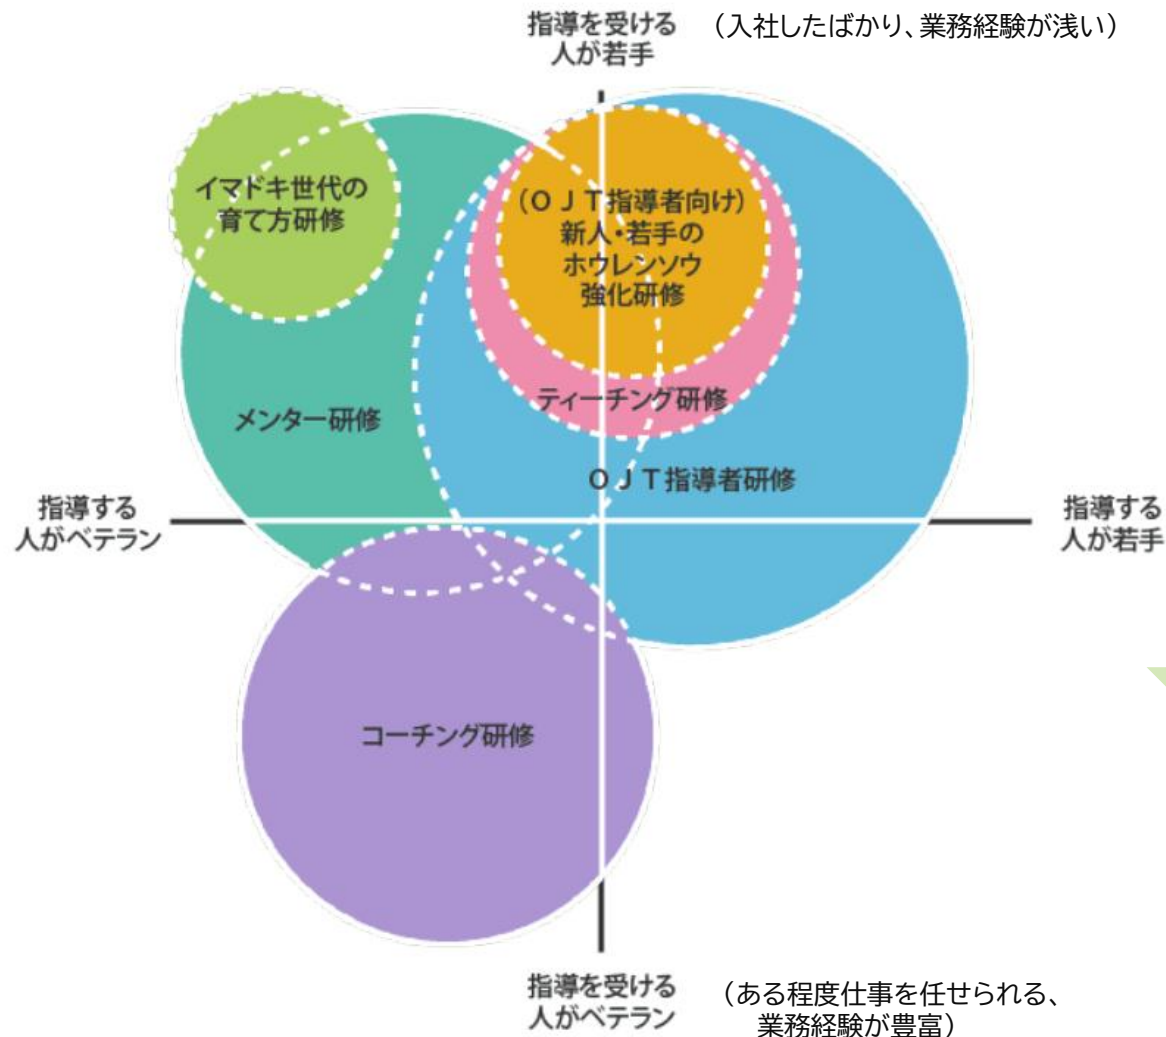 指導を受ける
人が若手
（入社したばかり、業務経験が浅い）
イマドキ世代の
育て方研修
（ＯＪＴ指導者向け）
新人・若手の
ホウレンソウ
強化研修
ティーチング研修
メンター研修
ＯＪＴ指導者研修
指導する
人がベテラン
指導する
人が若手
コーチング研修
指導を受ける
人がベテラン
（ある程度仕事を任せられる、
業務経験が豊富）